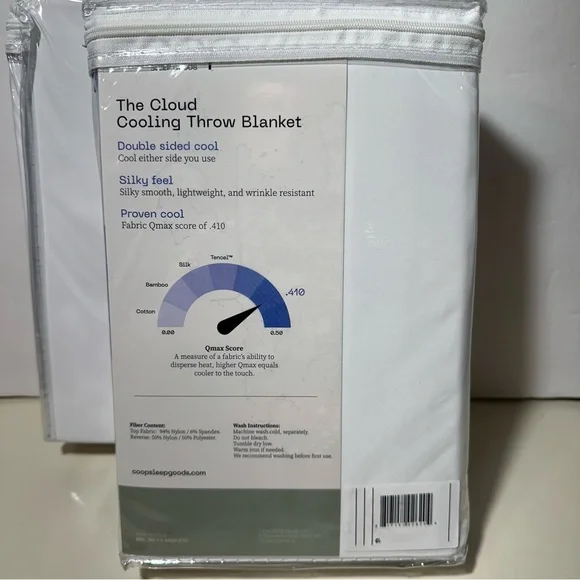 The Cloud
Cooling Throw Blanket
Double sided cool
Cool either side you use
Silky feel
Silky smooth, lightweight, and wrinkle resistant
Proven cool
Fabric Qmax score of .410
Tencel™
Silk
Bamboo
.410
Cotton
0.00
0.50
Qmax Score
A measure of a fabric's ability to
disperse heat, higher Qmax equals
cooler to the touch.
Fiber Content:
Top Fabric: 94% Nylon / 6% Spandex
Reverse: 50% Nylon / 50% Polyester
Wash Instructions:
Machine wash cold, separately.
Do not bleach.
Tumble dry low.
Warm iron if needed.
We recommend washing before first use.
coopsleepgoods.com